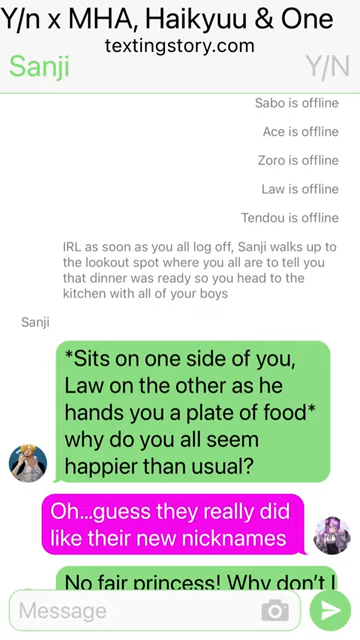 Y/n x MHA, Haikyuu & One
textingstory.com
Sanji
Y/N
Sabo is offline
Ace is offline
Zoro is offline
Law is offline
Tendou is offline
IRL as soon as you all log off, Sanji walks up to
the lookout spot where you all are to tell you
that dinner was ready so you head to the
kitchen with all of your boys
Sanji
*Sits on one side of you,
Law on the other as he
hands you a plate of food*
why do you all seem
happier than usual?
Oh...guess they really did
like their new nicknames
No fair princess! Why don't I
Message